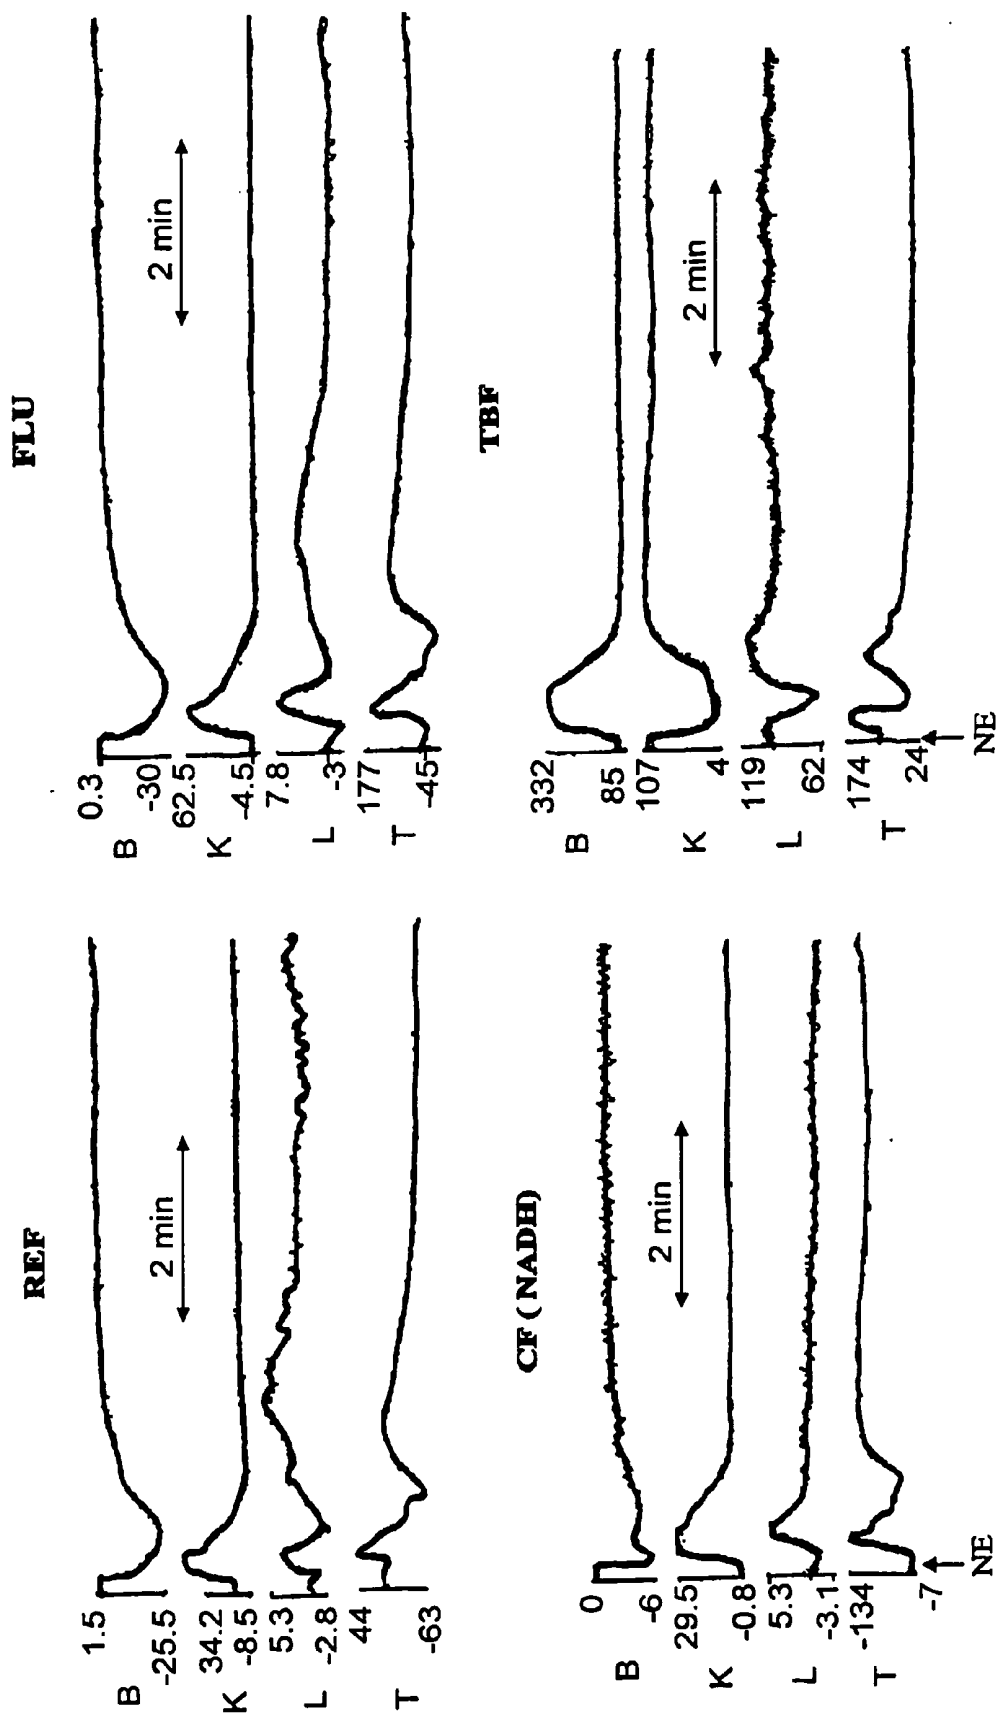 REF
1.5
B
-25.5
2 min
34.2
K
-8.5
5.3
L
-2.8
44
T
-63
FLU
0.3
B
-30
2 min
62.5
K
-4.5
7.8
L
-3
177
T
-45
CF ( NADH)
0
B
-6
2 min
29.5
K
-0.8
5.3
L
-3.1
-134
T
-7
NE
TBF
332
B
85
107
2 min
K
4
119
L
62
174
T
24
NE